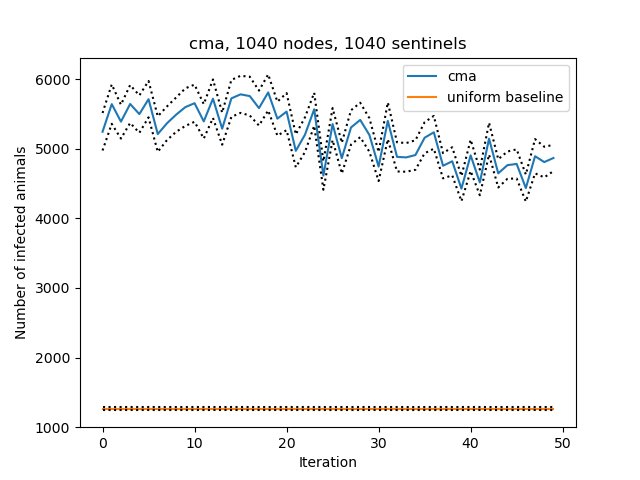 cma, 1040 nodes, 1040 sentinels
cma
uniform baseline
Number of infected animals
6000
5000
4000
3000
2000
1000
0 10 20 30 40 50
Iteration